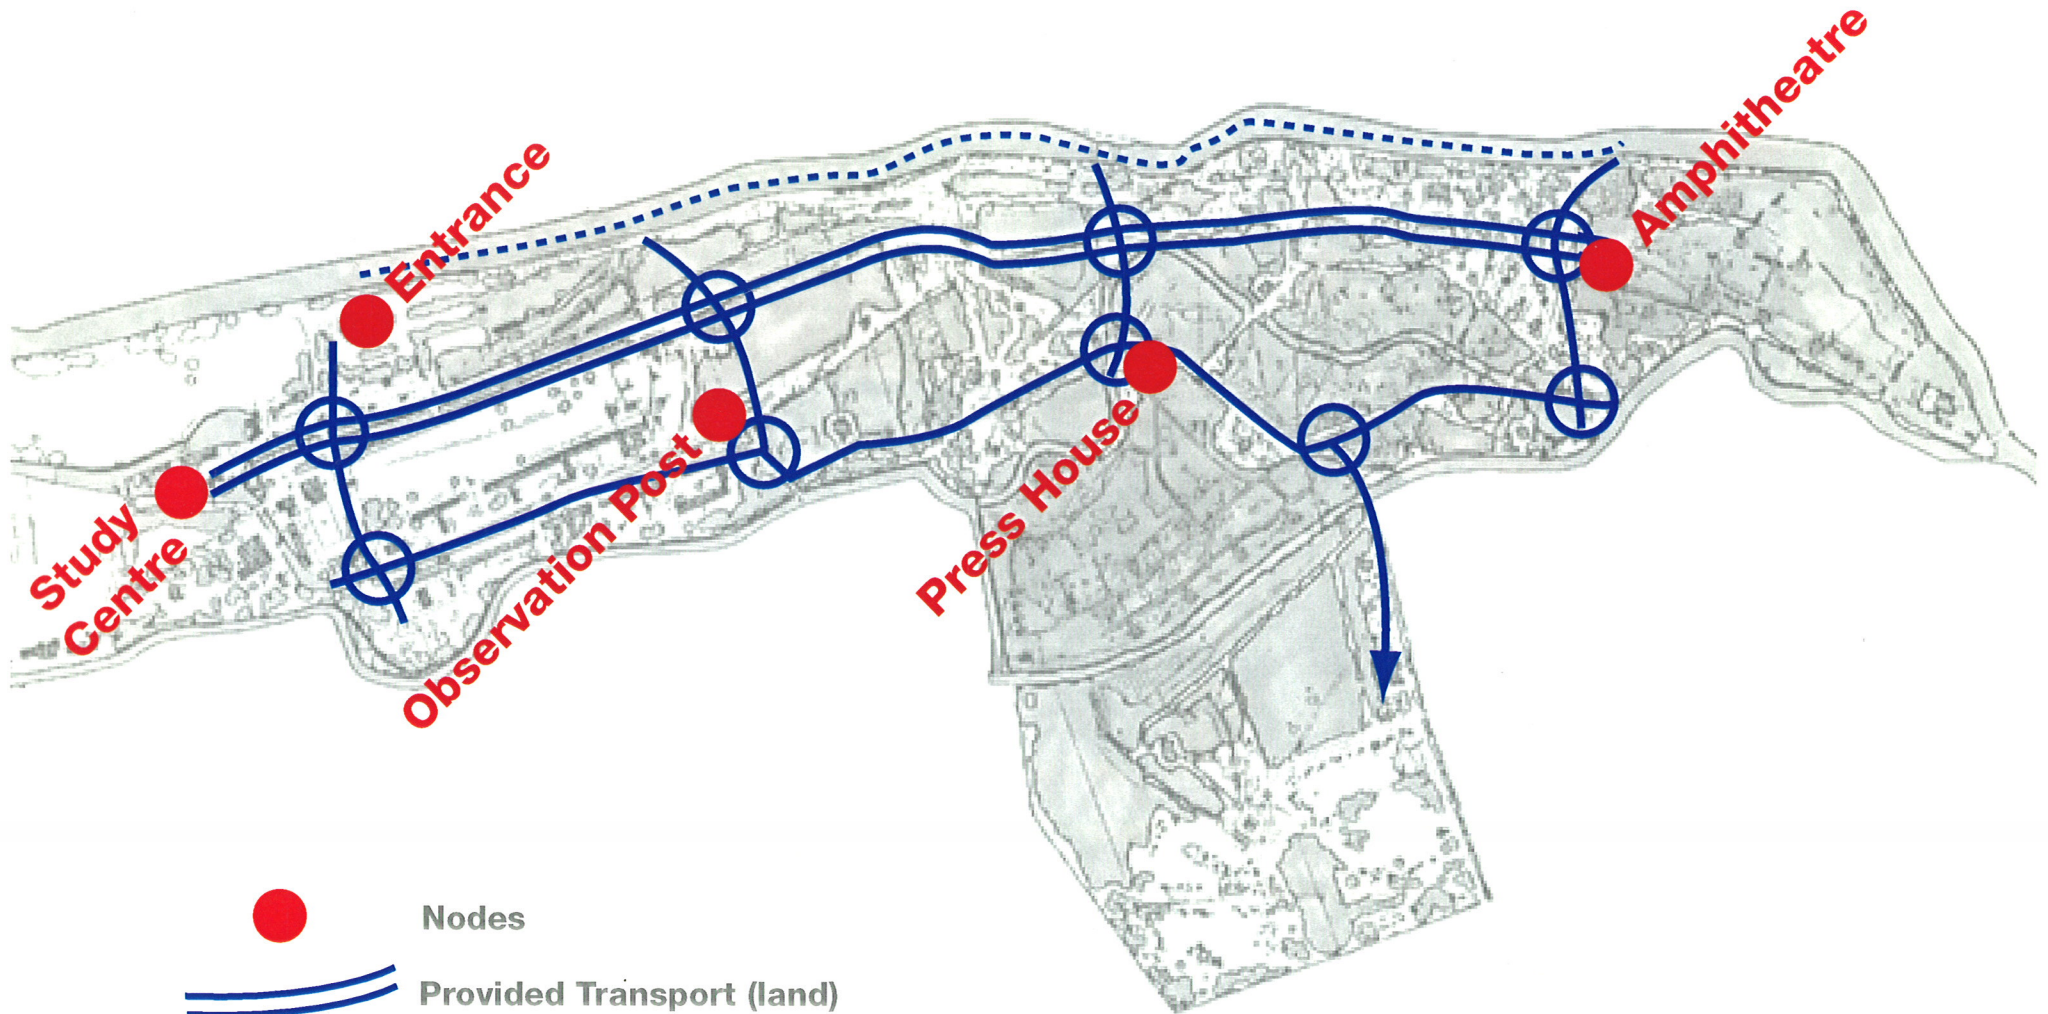 Entrance
Amphitheatre
Study
Centre
Observation Post
Press House
Nodes
Provided Transport (land)